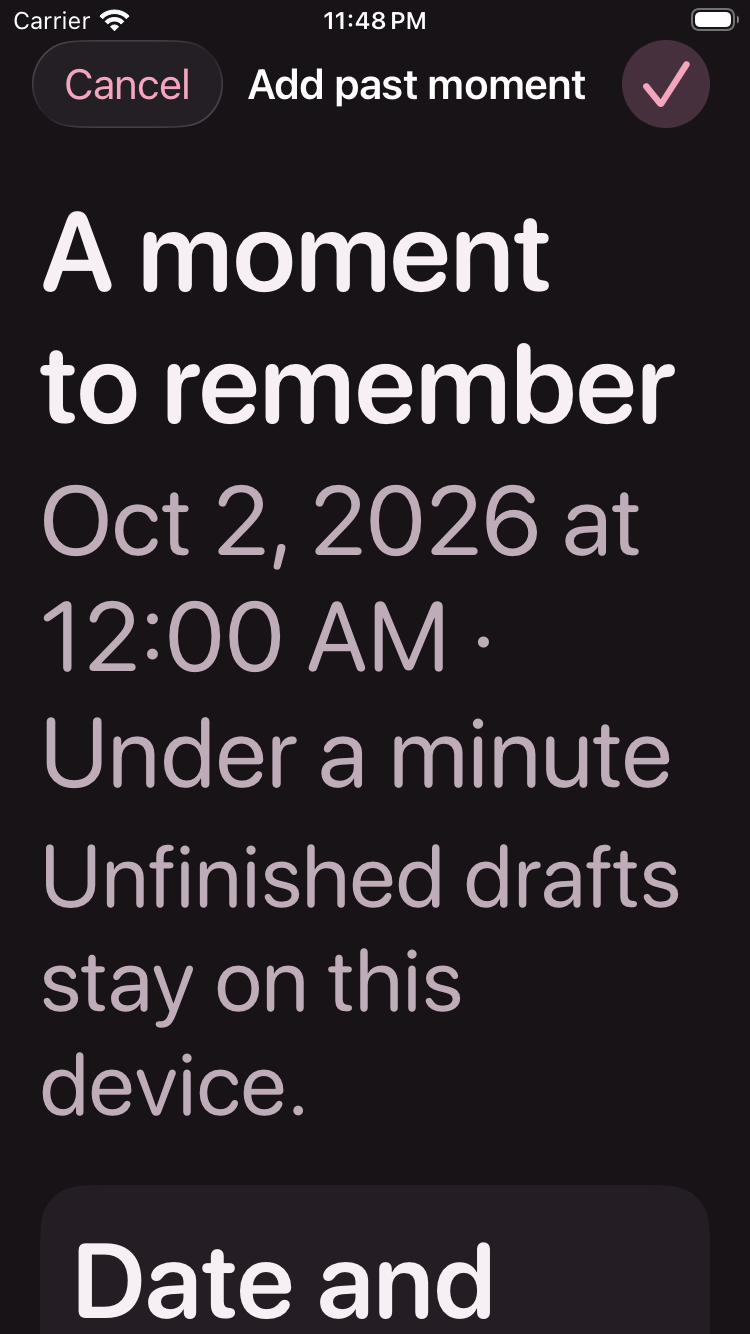 Carrier 11:48 PM
Cancel Add past moment
A moment
to remember
Oct 2, 2026 at
12:00 AM ·
Under a minute
Unfinished drafts
stay on this
device.
Date and